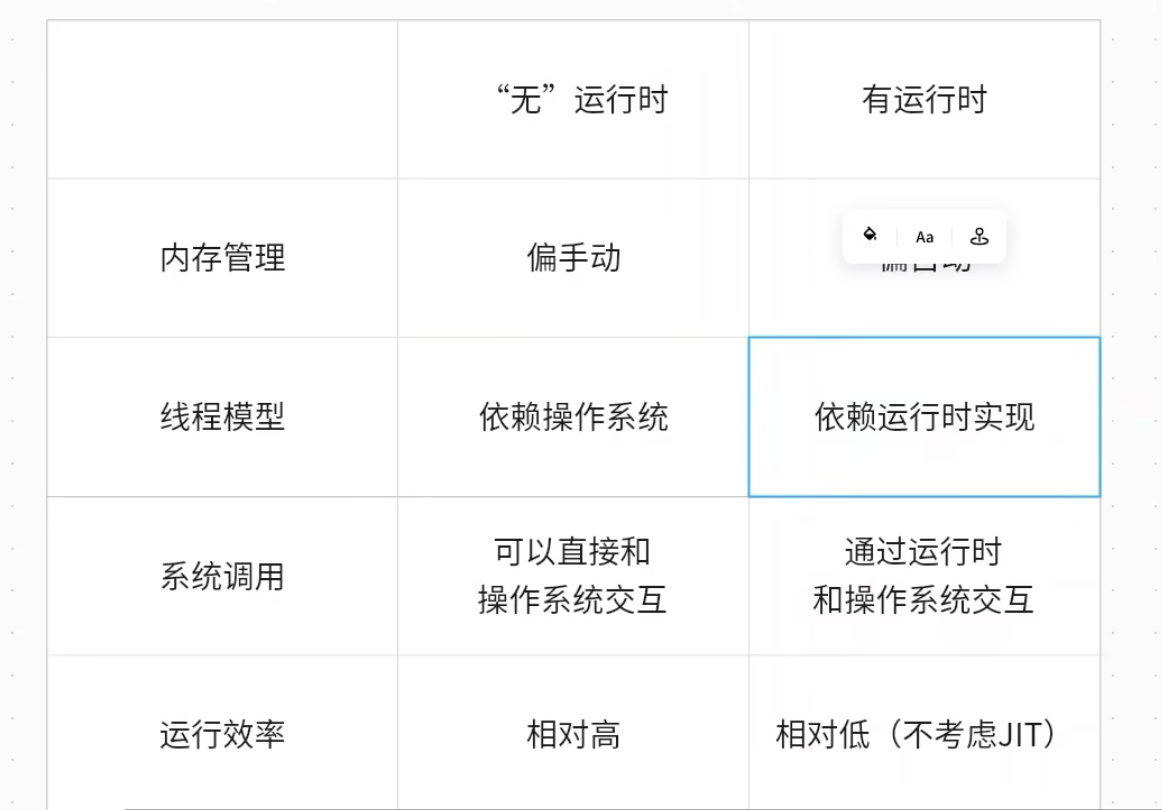 “无”运行时
有运行时
内存管理
偏手动
Aa
线程模型
依赖操作系统
依赖运行时实现
系统调用
可以直接和
操作系统交互
通过运行时
和操作系统交互
运行效率
相对高
相对低（不考虑JIT）